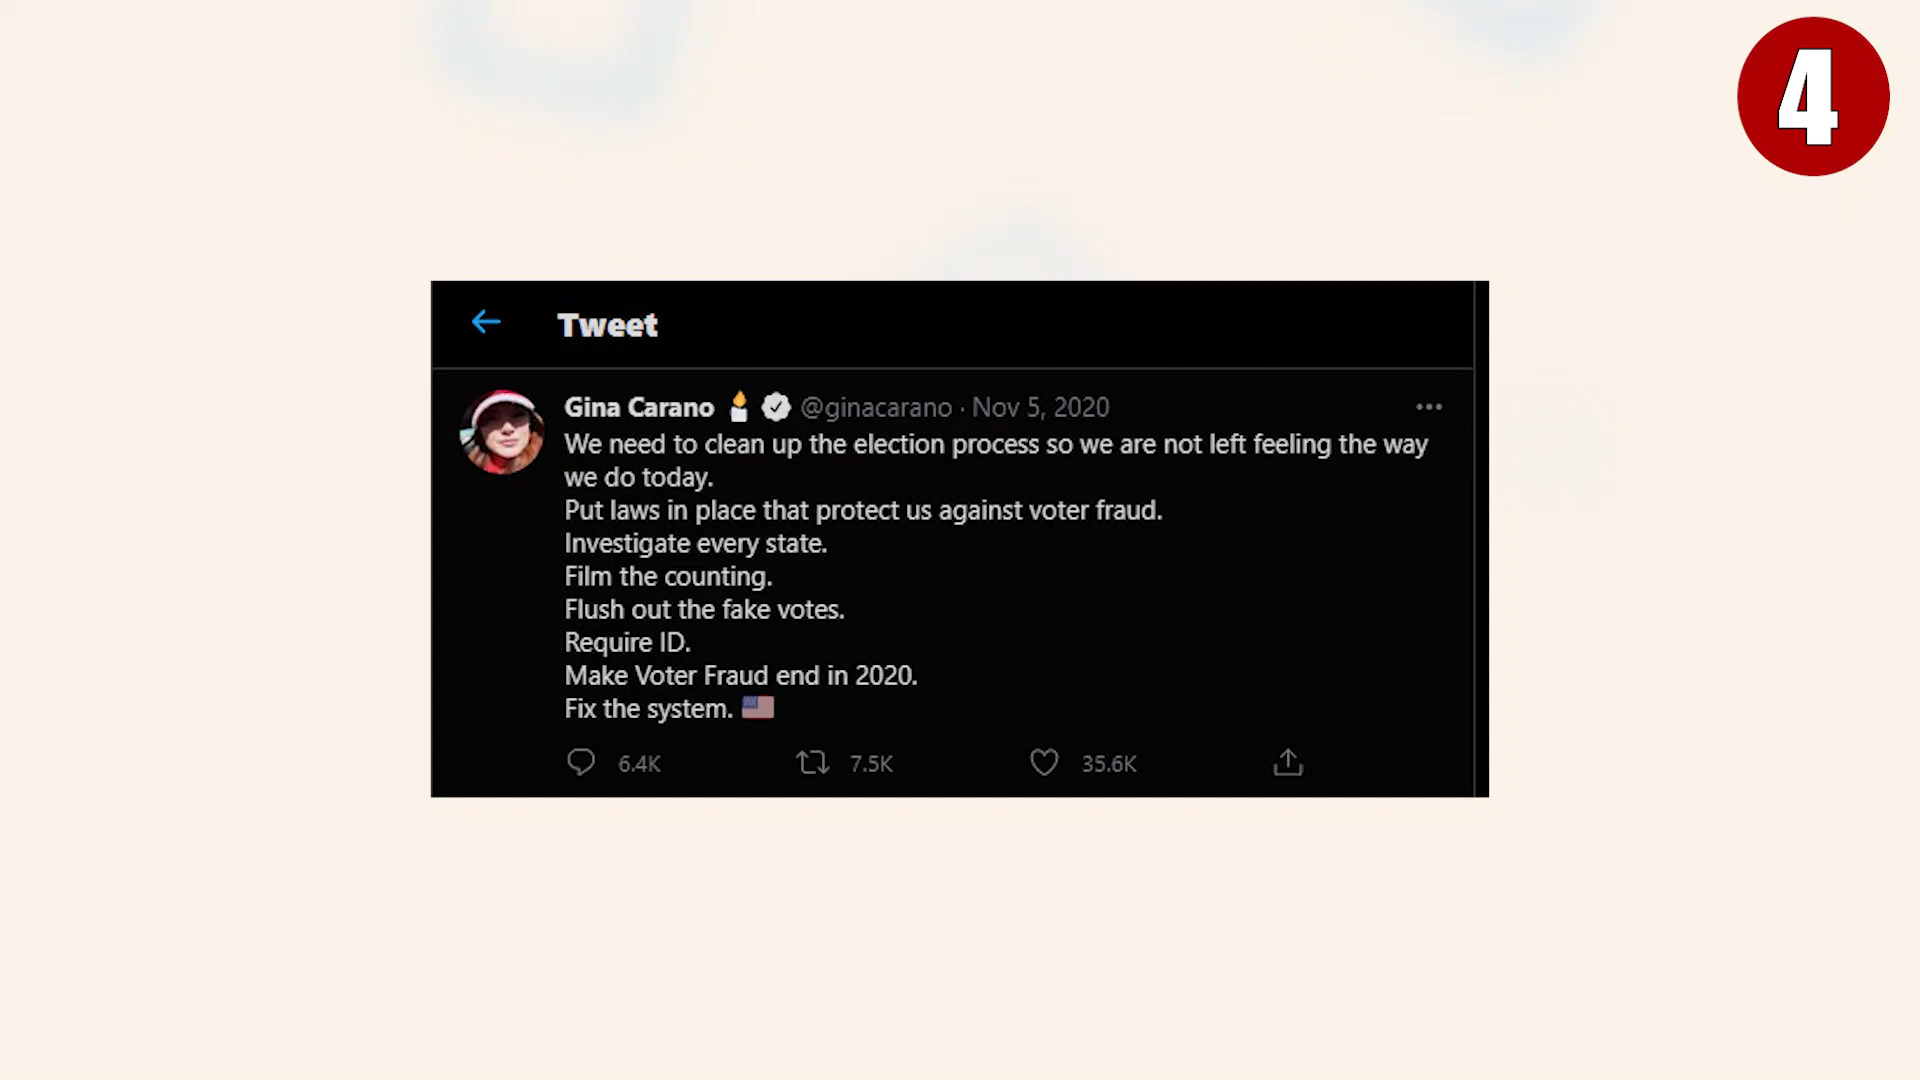 4
Tweet
Gina Carano @ginacarano · Nov 5, 2020
We need to clean up the election process so we are not left feeling the way
we do today.
Put laws in place that protect us against voter fraud.
Investigate every state.
Film the counting.
Flush out the fake votes.
Require ID.
Make Voter Fraud end in 2020.
Fix the system.
6.4K 7.5K 35.6K